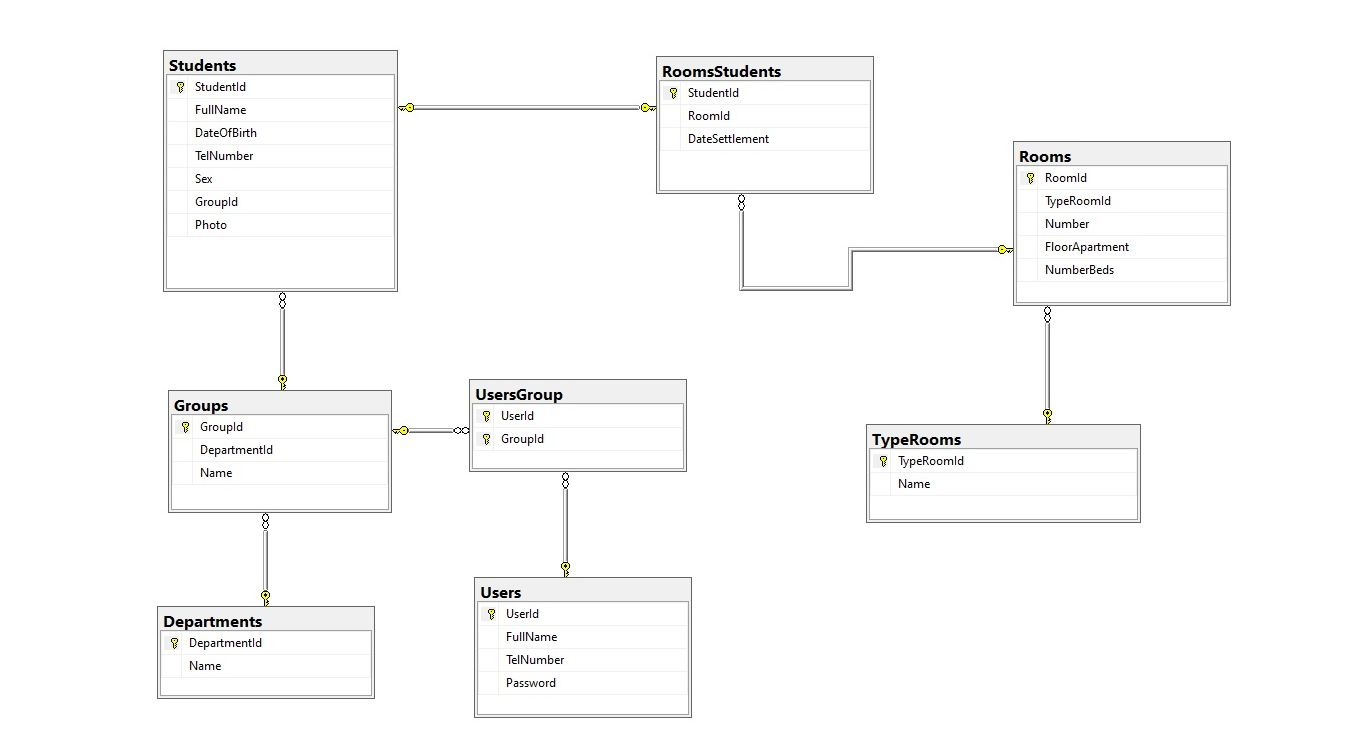 Students
StudentId
FullName
DateOfBirth
TelNumber
Sex
GroupId
Photo
RoomsStudents
StudentId
RoomId
DateSettlement
Rooms
RoomId
TypeRoomId
Number
FloorApartment
NumberBeds
Groups
GroupId
DepartmentId
Name
UsersGroup
UserId
GroupId
TypeRooms
TypeRoomId
Name
Departments
DepartmentId
Name
Users
UserId
FullName
TelNumber
Password